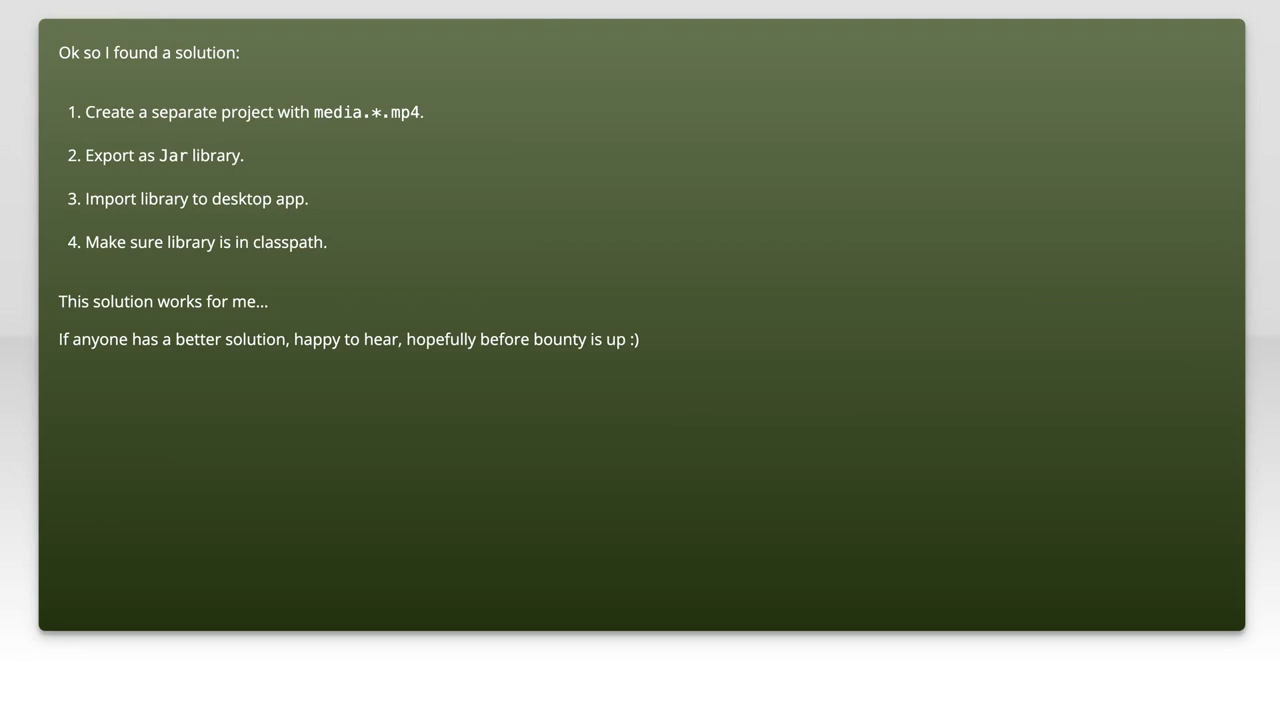 Ok so I found a solution:
1. Create a separate project with media.*.mp4.
2. Export as Jar library.
3. Import library to desktop app.
4. Make sure library is in classpath.
This solution works for me...
If anyone has a better solution, happy to hear, hopefully before bounty is up :)